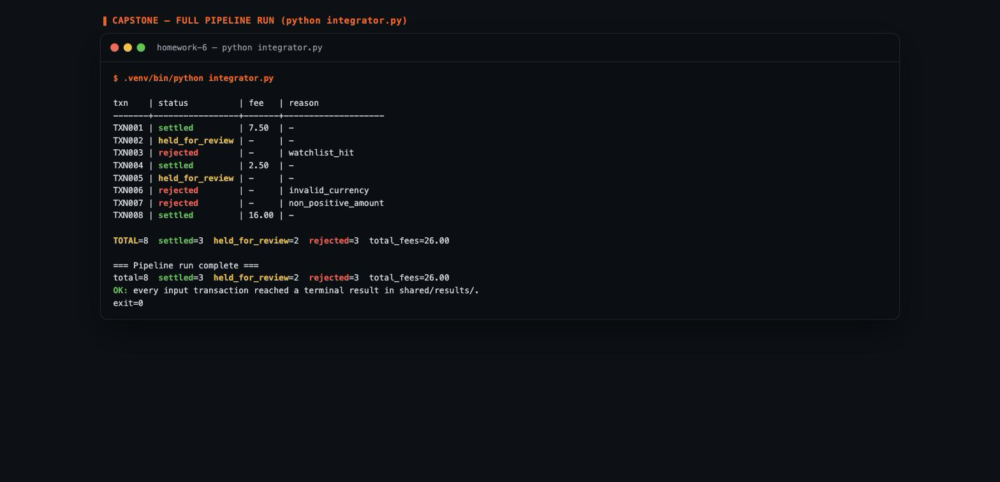 CAPSTONE — FULL PIPELINE RUN (python integrator.py)
homework-6 — python integrator.py
$ .venv/bin/python integrator.py
txn    | status          | fee   | reason
-------+-----------------+-------+--------------------
TXN001 | settled         | 7.50  | -
TXN002 | held_for_review | -     | -
TXN003 | rejected        | -     | watchlist_hit
TXN004 | settled         | 2.50  | -
TXN005 | held_for_review | -     | -
TXN006 | rejected        | -     | invalid_currency
TXN007 | rejected        | -     | non_positive_amount
TXN008 | settled         | 16.00 | -
TOTAL=8  settled=3  held_for_review=2  rejected=3  total_fees=26.00
=== Pipeline run complete ===
total=8  settled=3  held_for_review=2  rejected=3  total_fees=26.00
OK: every input transaction reached a terminal result in shared/results/.
exit=0